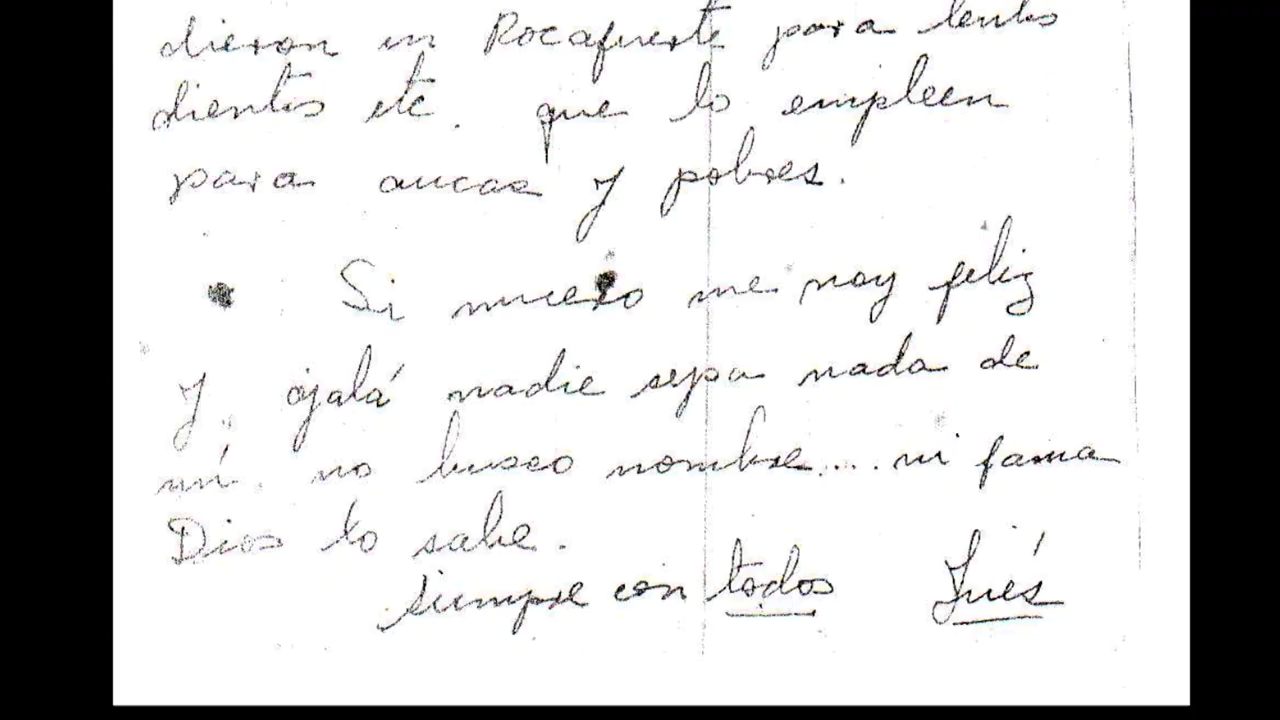 dieron en Rocafuerte para lentes
dientes etc. que lo empleen
para aucas y pobres.
Si muero me voy feliz
y ojalá nadie sepa nada de
mí. no busco nombre.... ni fama
Dios lo sabe.
siempre con todos Inés